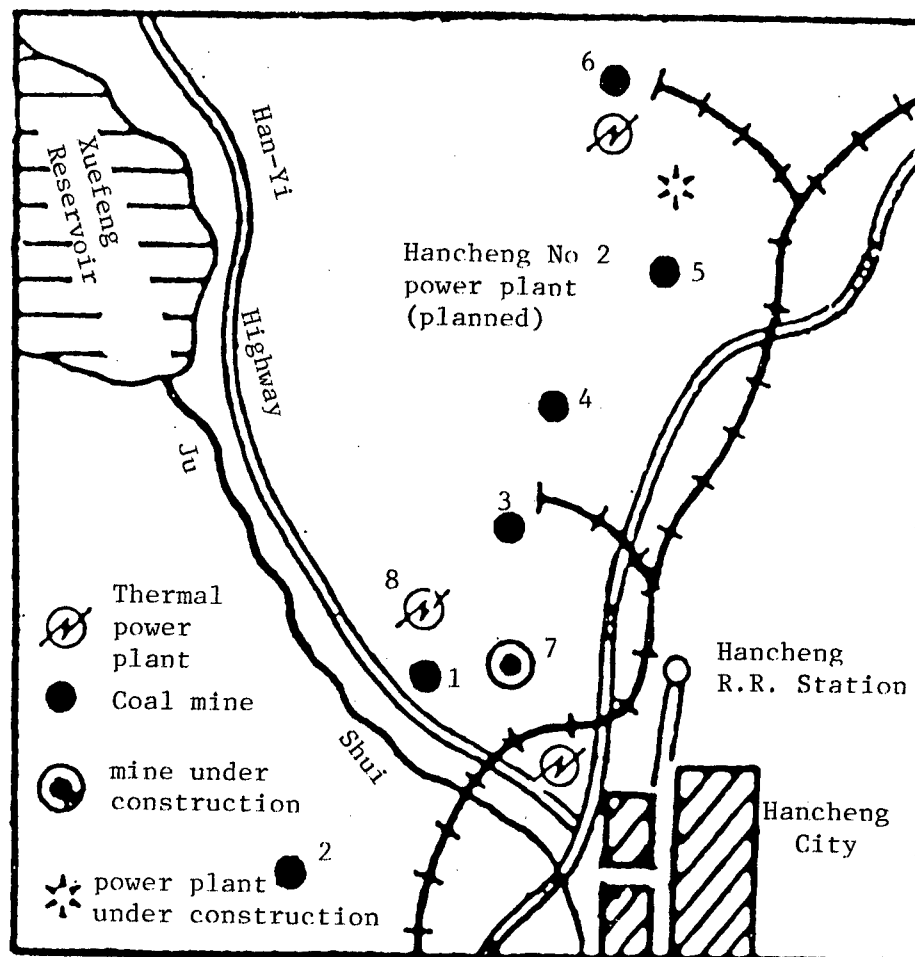 6
Han-Yi
Xuefeng
Reservoir
Hancheng No 2
power plant
(planned)
5
Highway
4
Ju
3
8
Thermal
power
plant
7
Hancheng
R.R. Station
1
Coal mine
Shui
mine under
construction
Hancheng
City
2
power plant
under construction